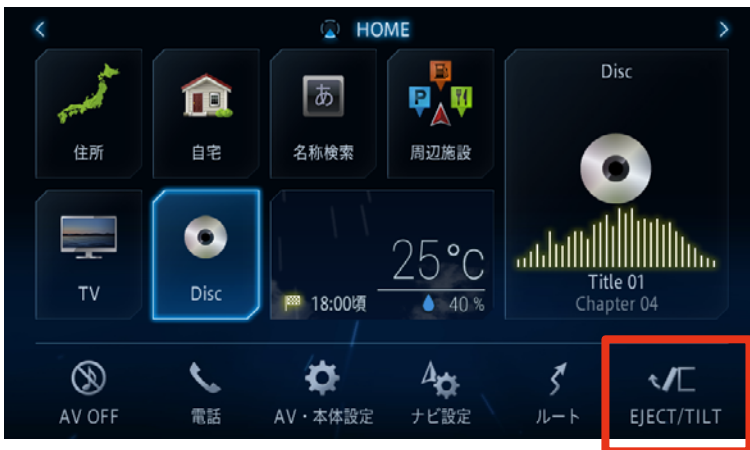 HOME
住所
自宅
あ
名称検索
P
周辺施設
Disc
TV
Disc
25°C
18:00頃
40 %
Title 01
Chapter 04
AV OFF
電話
AV・本体設定
ナビ設定
ルート
EJECT/TILT